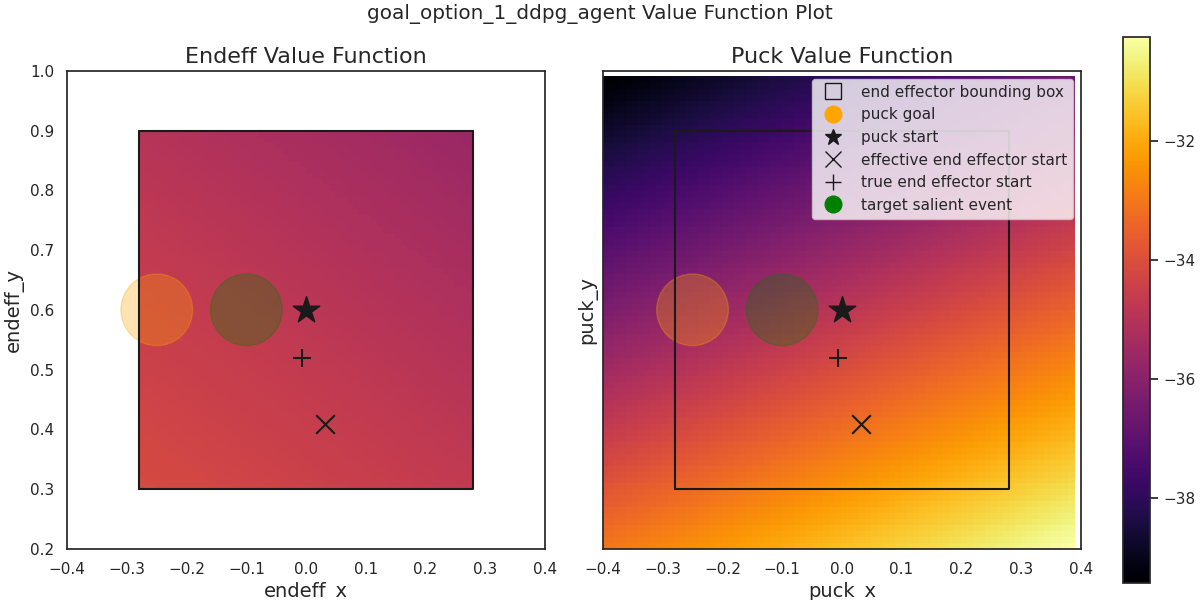 goal_option_1_ddpg_agent Value Function Plot
Endeff Value Function
endeff_y
1.0
0.9
0.8
0.7
0.6
0.5
0.4
0.3
0.2
−0.4 −0.3 −0.2 −0.1 0.0 0.1 0.2 0.3 0.4
endeff_x
Puck Value Function
puck_y
end effector bounding box
puck goal
puck start
effective end effector start
true end effector start
target salient event
−0.4 −0.3 −0.2 −0.1 0.0 0.1 0.2 0.3 0.4
puck_x
−32
−34
−36
−38